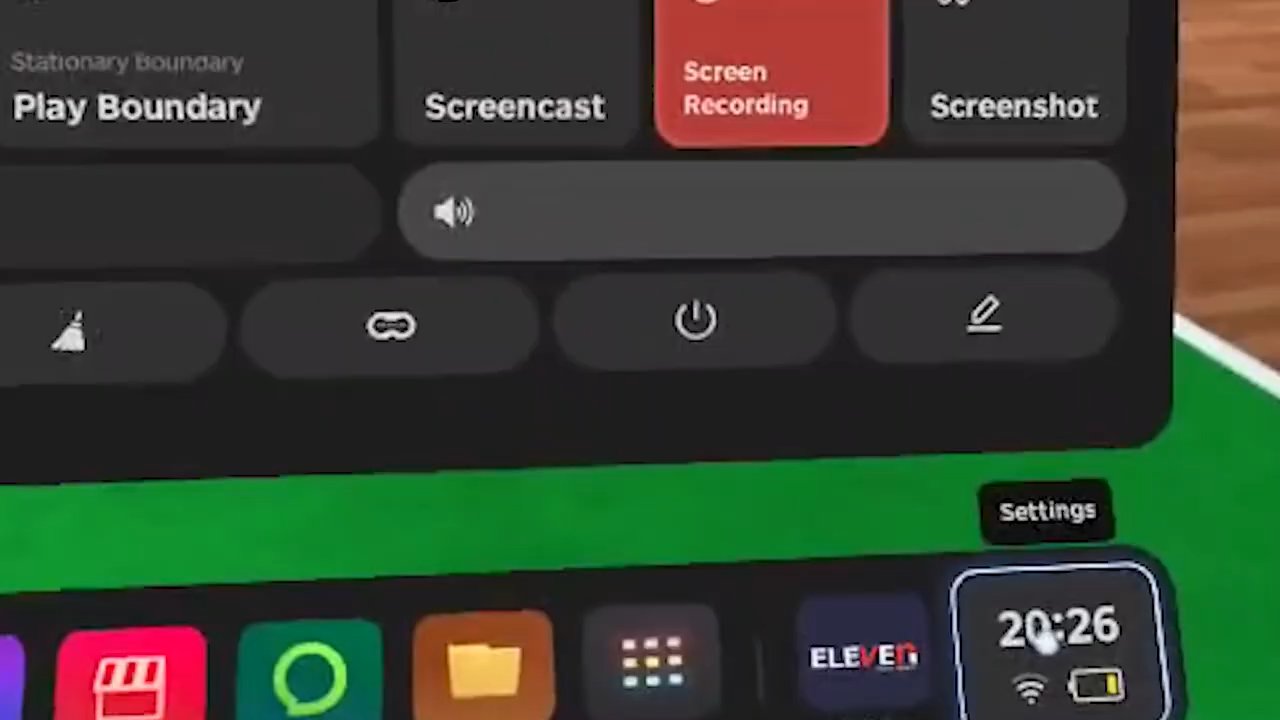 Stationary Boundary
Play Boundary
Screencast
Screen
Recording
Screenshot
Settings
ELEVEn
20:26